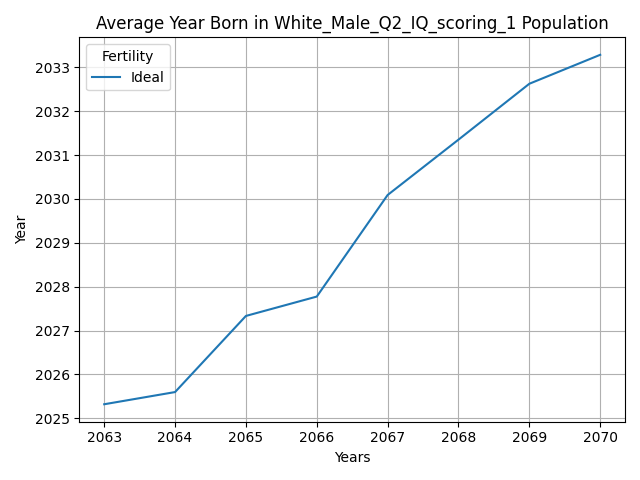 Average Year Born in White_Male_Q2_IQ_scoring_1 Population
Fertility
Ideal
Year
2033
2032
2031
2030
2029
2028
2027
2026
2025
2063 2064 2065 2066 2067 2068 2069 2070
Years